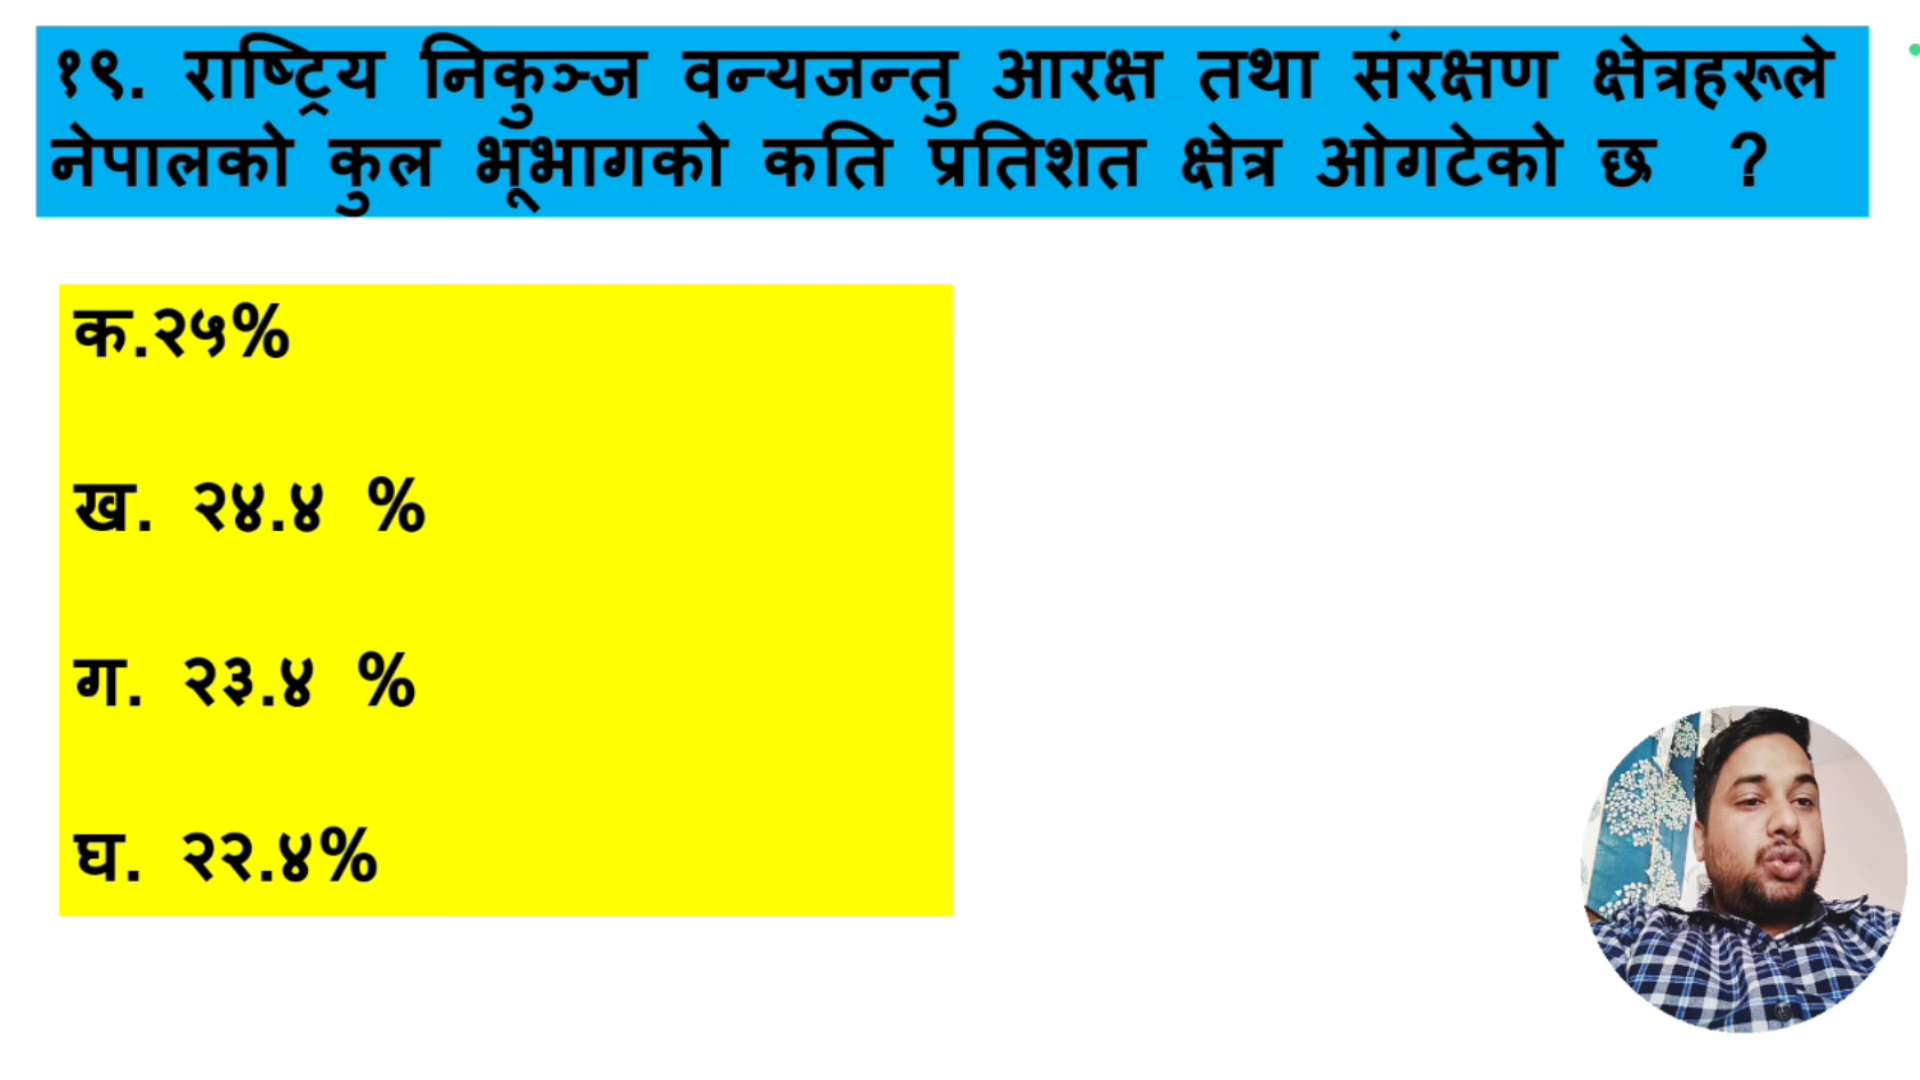 १९. राष्ट्रिय निकुञ्ज वन्यजन्तु आरक्ष तथा संरक्षण क्षेत्रहरूले
नेपालको कुल भूभागको कति प्रतिशत क्षेत्र ओगटेको छ ?
क.२५%
ख. २४.४ %
ग. २३.४ %
घ. २२.४%